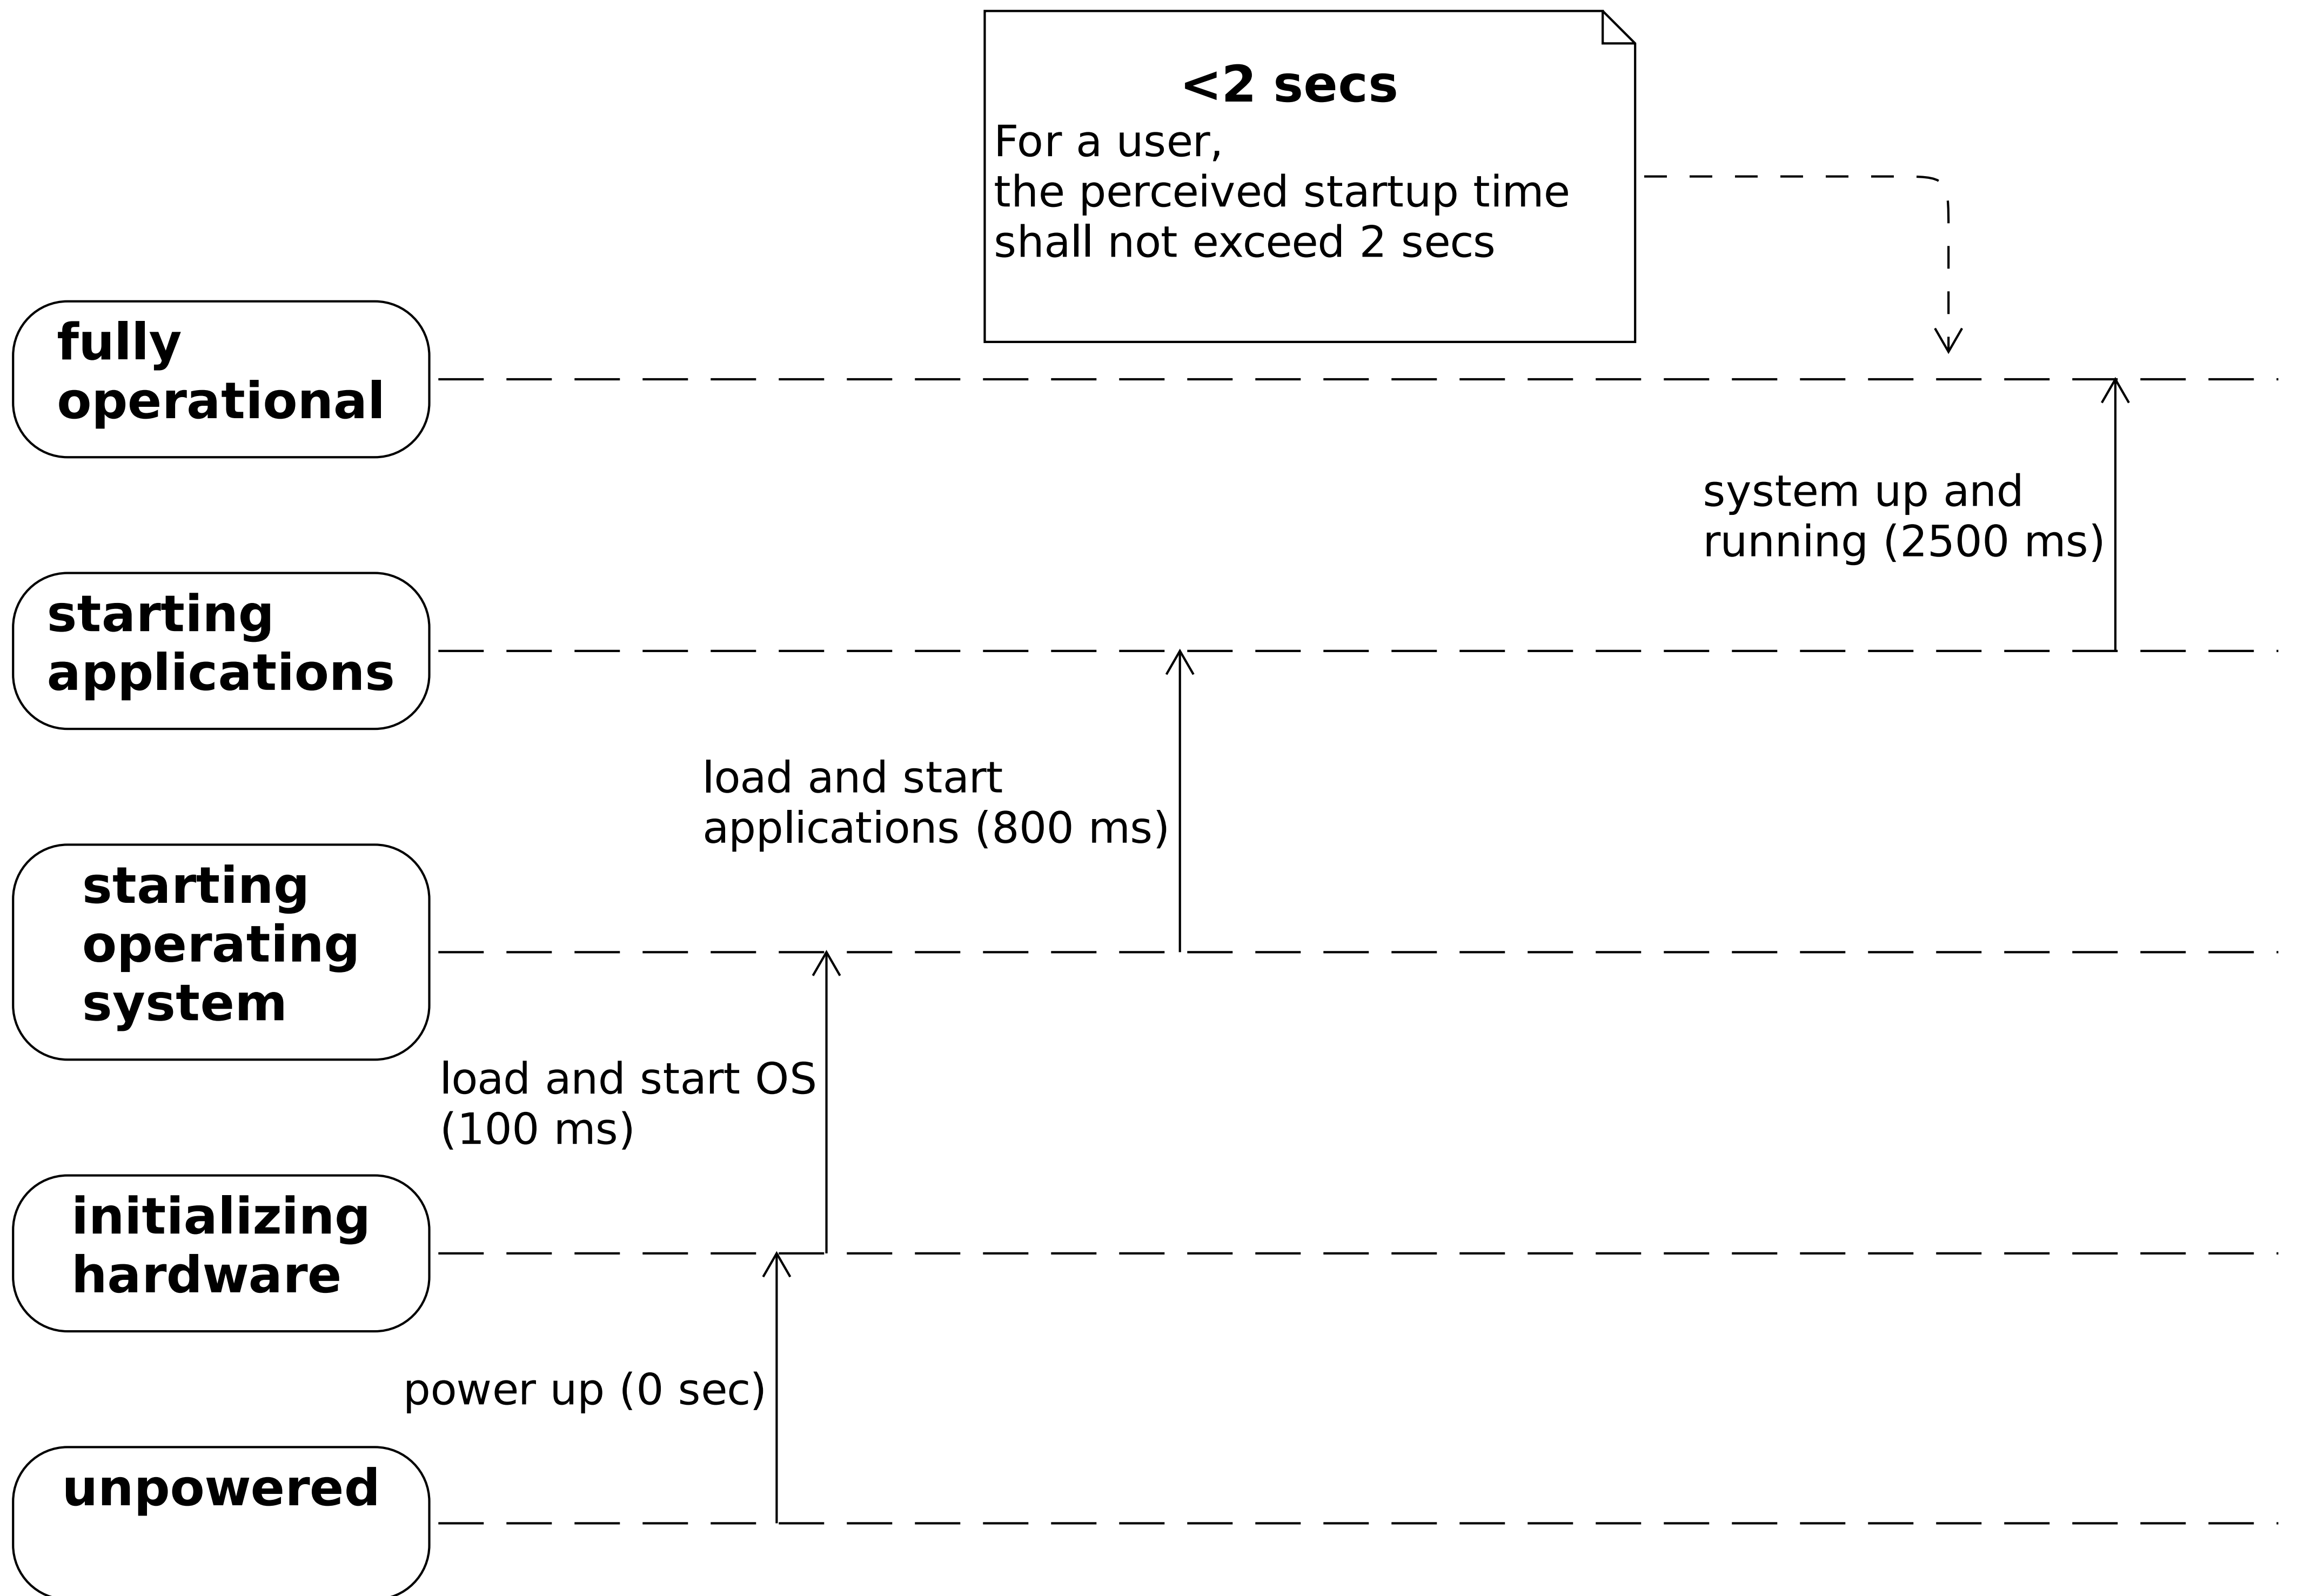 <2 secs
For a user,
the perceived startup time
shall not exceed 2 secs
fully
operational
system up and
running (2500 ms)
starting
applications
load and start
applications (800 ms)
starting
operating
system
load and start OS
(100 ms)
initializing
hardware
power up (0 sec)
unpowered